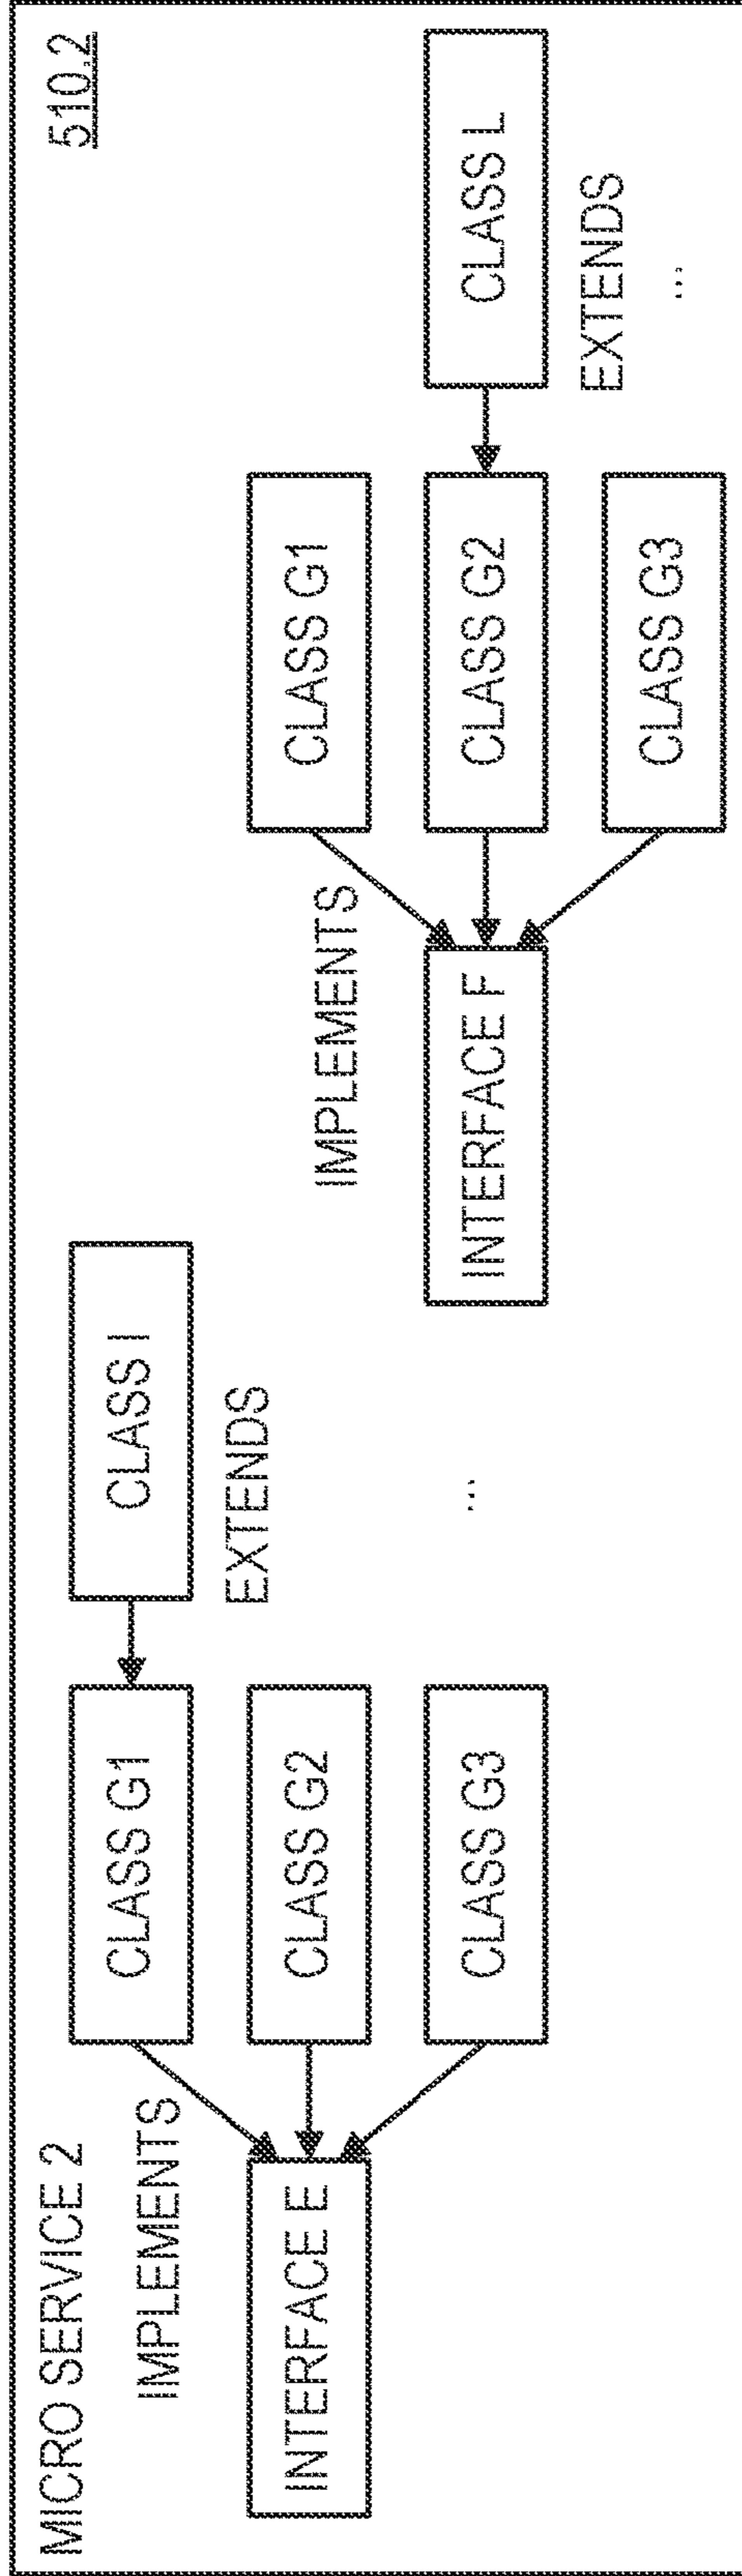 MICRO SERVICE 2
510.2
IMPLEMENTS
INTERFACE E
CLASS G1
CLASS G2
CLASS G3
CLASS I
EXTENDS
...
IMPLEMENTS
INTERFACE F
CLASS G1
CLASS G2
CLASS G3
CLASS L
EXTENDS
...